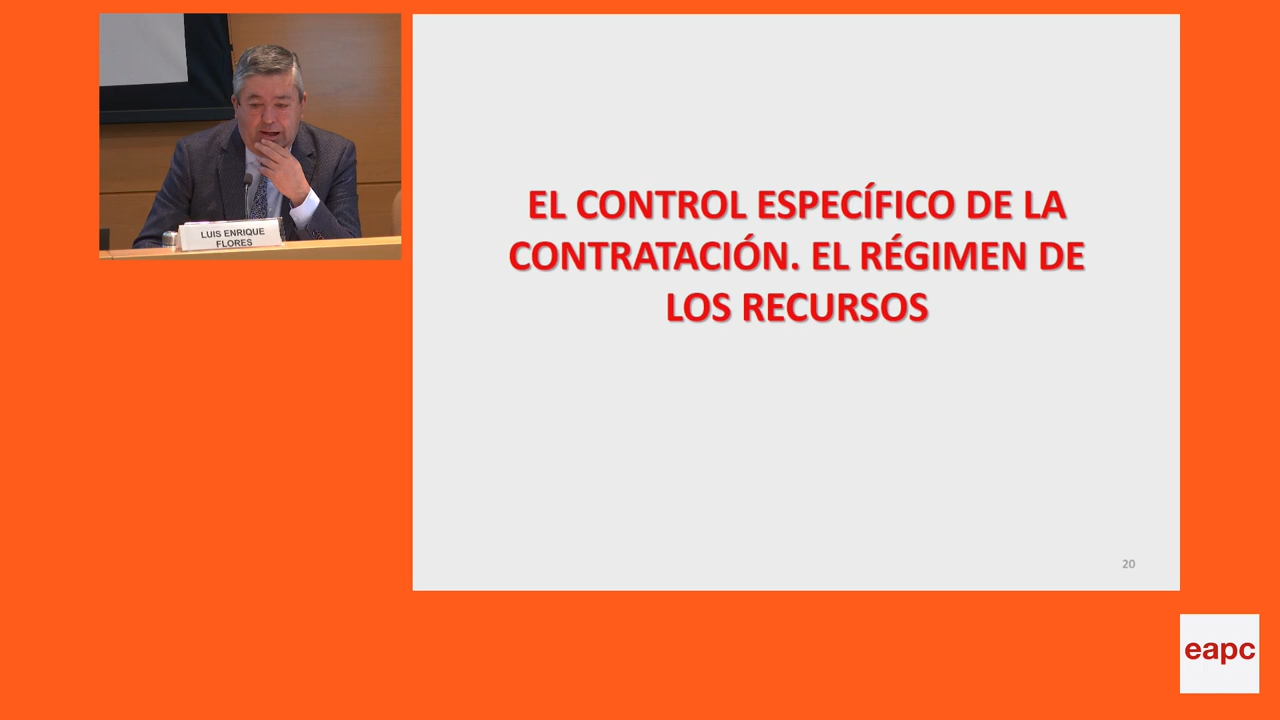 LUIS ENRIQUE
FLORES
EL CONTROL ESPECÍFICO DE LA
CONTRATACIÓN. EL RÉGIMEN DE
LOS RECURSOS
20
eapc